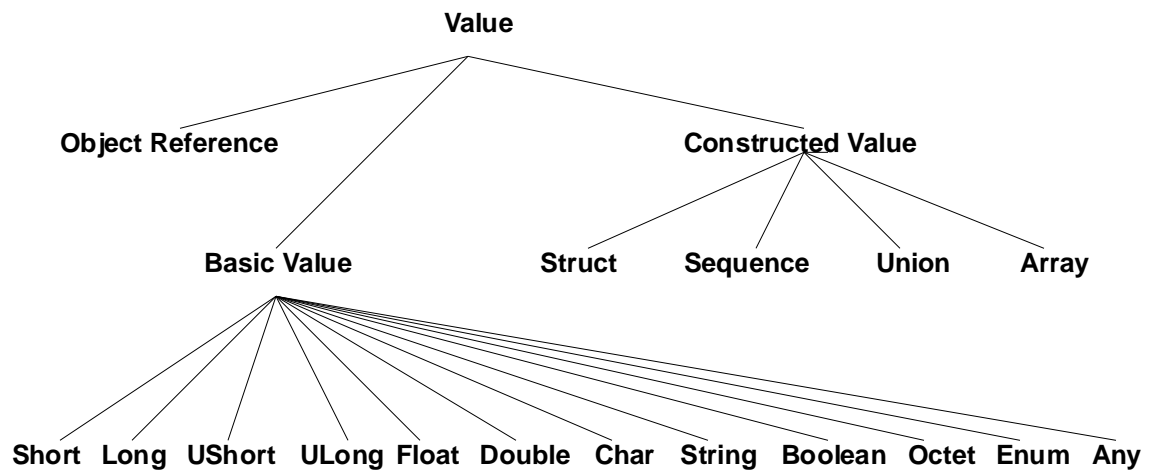 Value
Object Reference
Constructed Value
Basic Value
Struct
Sequence
Union
Array
Short
Long
UShort
ULong
Float
Double
Char
String
Boolean
Octet
Enum
Any